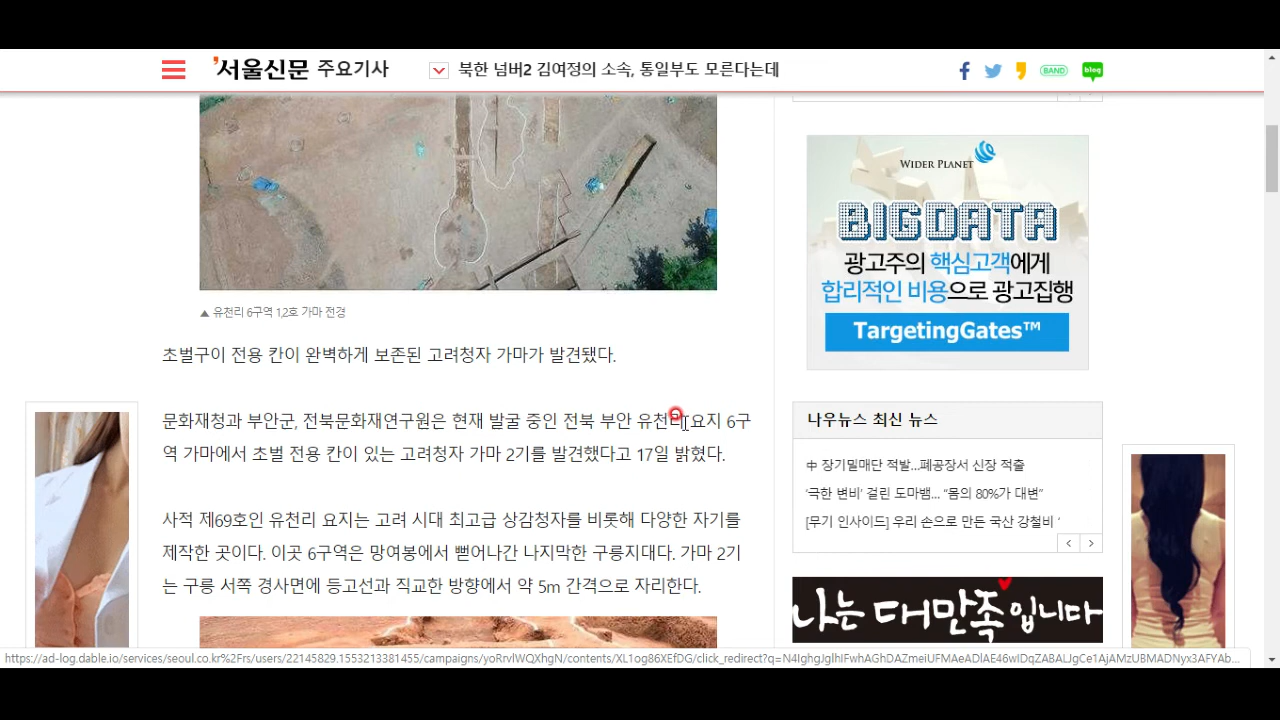 서울신문 주요기사
북한 넘버2 김여정의 소속, 통일부도 모른다는데
BAND
blog
▲ 유천리 6구역 1,2호 가마 전경
초벌구이 전용 칸이 완벽하게 보존된 고려청자 가마가 발견됐다.
문화재청과 부안군, 전북문화재연구원은 현재 발굴 중인 전북 부안 유천리 요지 6구
역 가마에서 초벌 전용 칸이 있는 고려청자 가마 2기를 발견했다고 17일 밝혔다.
사적 제69호인 유천리 요지는 고려 시대 최고급 상감청자를 비롯해 다양한 자기를
제작한 곳이다. 이곳 6구역은 망여봉에서 뻗어나간 나지막한 구릉지대다. 가마 2기
는 구릉 서쪽 경사면에 등고선과 직교한 방향에서 약 5m 간격으로 자리한다.
WIDER PLANET
BIGDATA
광고주의 핵심고객에게
합리적인 비용으로 광고집행
TargetingGates™
나우뉴스 최신 뉴스
中 장기밀매단 적발...폐공장서 신장 적출
‘극한 변비’ 걸린 도마뱀... “몸의 80%가 대변”
[무기 인사이드] 우리 손으로 만든 국산 강철비 ‘
나는 대만족입니다
https://ad-log.dable.io/services/seoul.co.kr%2Frs/users/22145829.1553213381455/campaigns/yoRrvlWQXhgN/contents/XL1og86XEfDG/click_redirect?q=N4IghgJglhIFwhAGhDAZmeiUFMAeADlAE46wIDqZABALJgCe1AjAMzUBMADNyx3AFYAb...